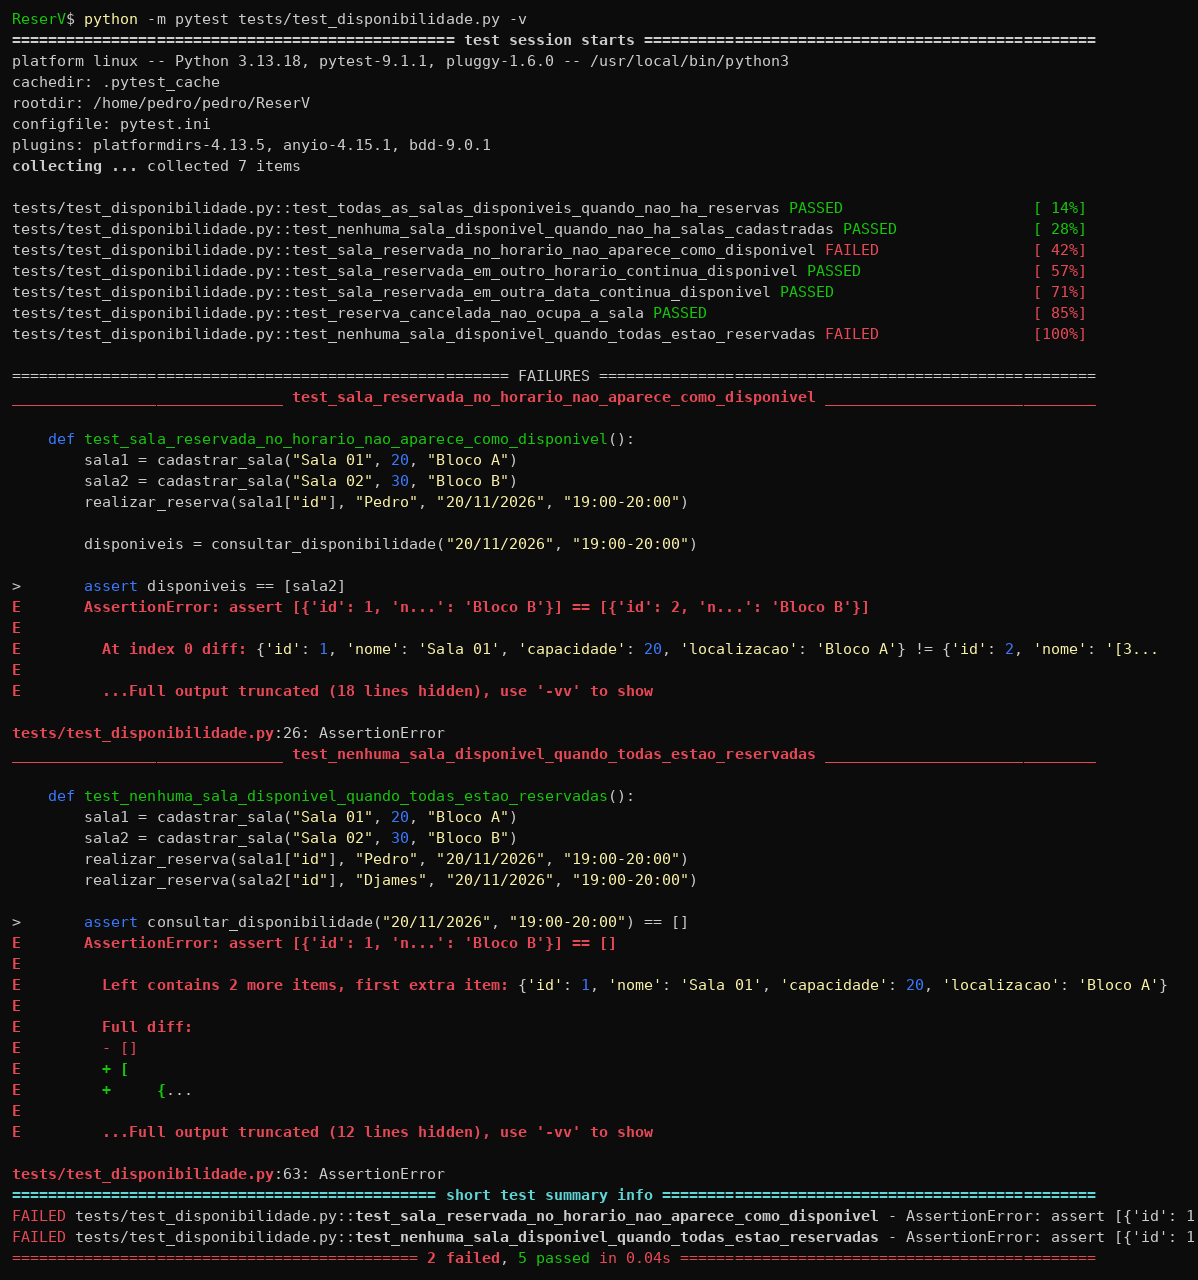 ReserV$ python -m pytest tests/test_disponibilidade.py -v
================================================= test session starts ==================================================
platform linux -- Python 3.13.18, pytest-9.1.1, pluggy-1.6.0 -- /usr/local/bin/python3
cachedir: .pytest_cache
rootdir: /home/pedro/pedro/ReserV
configfile: pytest.ini
plugins: platformdirs-4.13.5, anyio-4.15.1, bdd-9.0.1
collecting ... collected 7 items
tests/test_disponibilidade.py::test_todas_as_salas_disponiveis_quando_nao_ha_reservas PASSED                     [ 14%]
tests/test_disponibilidade.py::test_nenhuma_sala_disponivel_quando_nao_ha_salas_cadastradas PASSED               [ 28%]
tests/test_disponibilidade.py::test_sala_reservada_no_horario_nao_aparece_como_disponivel FAILED                 [ 42%]
tests/test_disponibilidade.py::test_sala_reservada_em_outro_horario_continua_disponivel PASSED                   [ 57%]
tests/test_disponibilidade.py::test_sala_reservada_em_outra_data_continua_disponivel PASSED                      [ 71%]
tests/test_disponibilidade.py::test_reserva_cancelada_nao_ocupa_a_sala PASSED                                    [ 85%]
tests/test_disponibilidade.py::test_nenhuma_sala_disponivel_quando_todas_estao_reservadas FAILED                 [100%]
======================================================= FAILURES =======================================================
______________________________ test_sala_reservada_no_horario_nao_aparece_como_disponivel ______________________________
    def test_sala_reservada_no_horario_nao_aparece_como_disponivel():
        sala1 = cadastrar_sala("Sala 01", 20, "Bloco A")
        sala2 = cadastrar_sala("Sala 02", 30, "Bloco B")
        realizar_reserva(sala1["id"], "Pedro", "20/11/2026", "19:00-20:00")
        disponiveis = consultar_disponibilidade("20/11/2026", "19:00-20:00")
>       assert disponiveis == [sala2]
E       AssertionError: assert [{'id': 1, 'n...': 'Bloco B'}] == [{'id': 2, 'n...': 'Bloco B'}]
E
E         At index 0 diff: {'id': 1, 'nome': 'Sala 01', 'capacidade': 20, 'localizacao': 'Bloco A'} != {'id': 2, 'nome': '[3...
E
E         ...Full output truncated (18 lines hidden), use '-vv' to show
tests/test_disponibilidade.py:26: AssertionError
______________________________ test_nenhuma_sala_disponivel_quando_todas_estao_reservadas ______________________________
    def test_nenhuma_sala_disponivel_quando_todas_estao_reservadas():
        sala1 = cadastrar_sala("Sala 01", 20, "Bloco A")
        sala2 = cadastrar_sala("Sala 02", 30, "Bloco B")
        realizar_reserva(sala1["id"], "Pedro", "20/11/2026", "19:00-20:00")
        realizar_reserva(sala2["id"], "Djames", "20/11/2026", "19:00-20:00")
>       assert consultar_disponibilidade("20/11/2026", "19:00-20:00") == []
E       AssertionError: assert [{'id': 1, 'n...': 'Bloco B'}] == []
E
E         Left contains 2 more items, first extra item: {'id': 1, 'nome': 'Sala 01', 'capacidade': 20, 'localizacao': 'Bloco A'}
E
E         Full diff:
E         - []
E         + [
E         +     {...
E
E         ...Full output truncated (12 lines hidden), use '-vv' to show
tests/test_disponibilidade.py:63: AssertionError
=============================================== short test summary info ================================================
FAILED tests/test_disponibilidade.py::test_sala_reservada_no_horario_nao_aparece_como_disponivel - AssertionError: assert [{'id': 1
FAILED tests/test_disponibilidade.py::test_nenhuma_sala_disponivel_quando_todas_estao_reservadas - AssertionError: assert [{'id': 1
============================================= 2 failed, 5 passed in 0.04s ==============================================